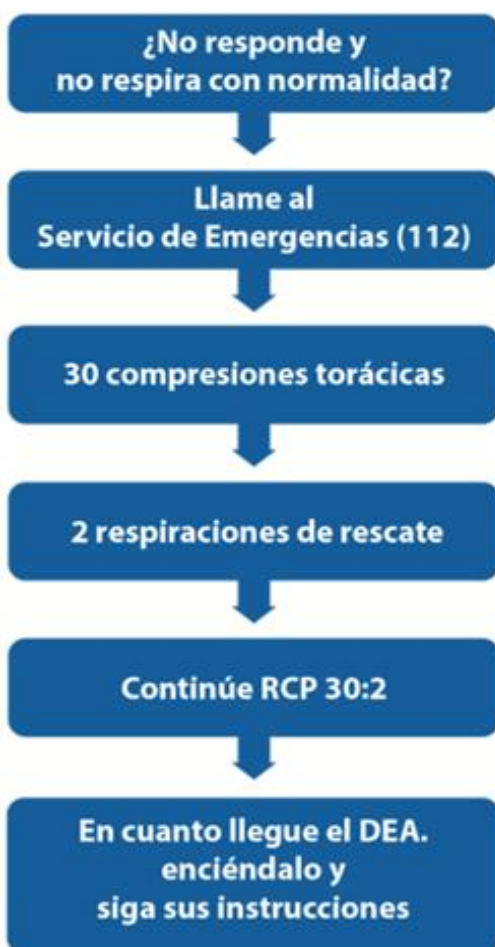 ¿No responde y
no respira con normalidad?
Llame al
Servicio de Emergencias (112)
30 compresiones torácicas
2 respiraciones de rescate
Continúe RCP 30:2
En cuanto llegue el DEA.
enciéndalo y
siga sus instrucciones